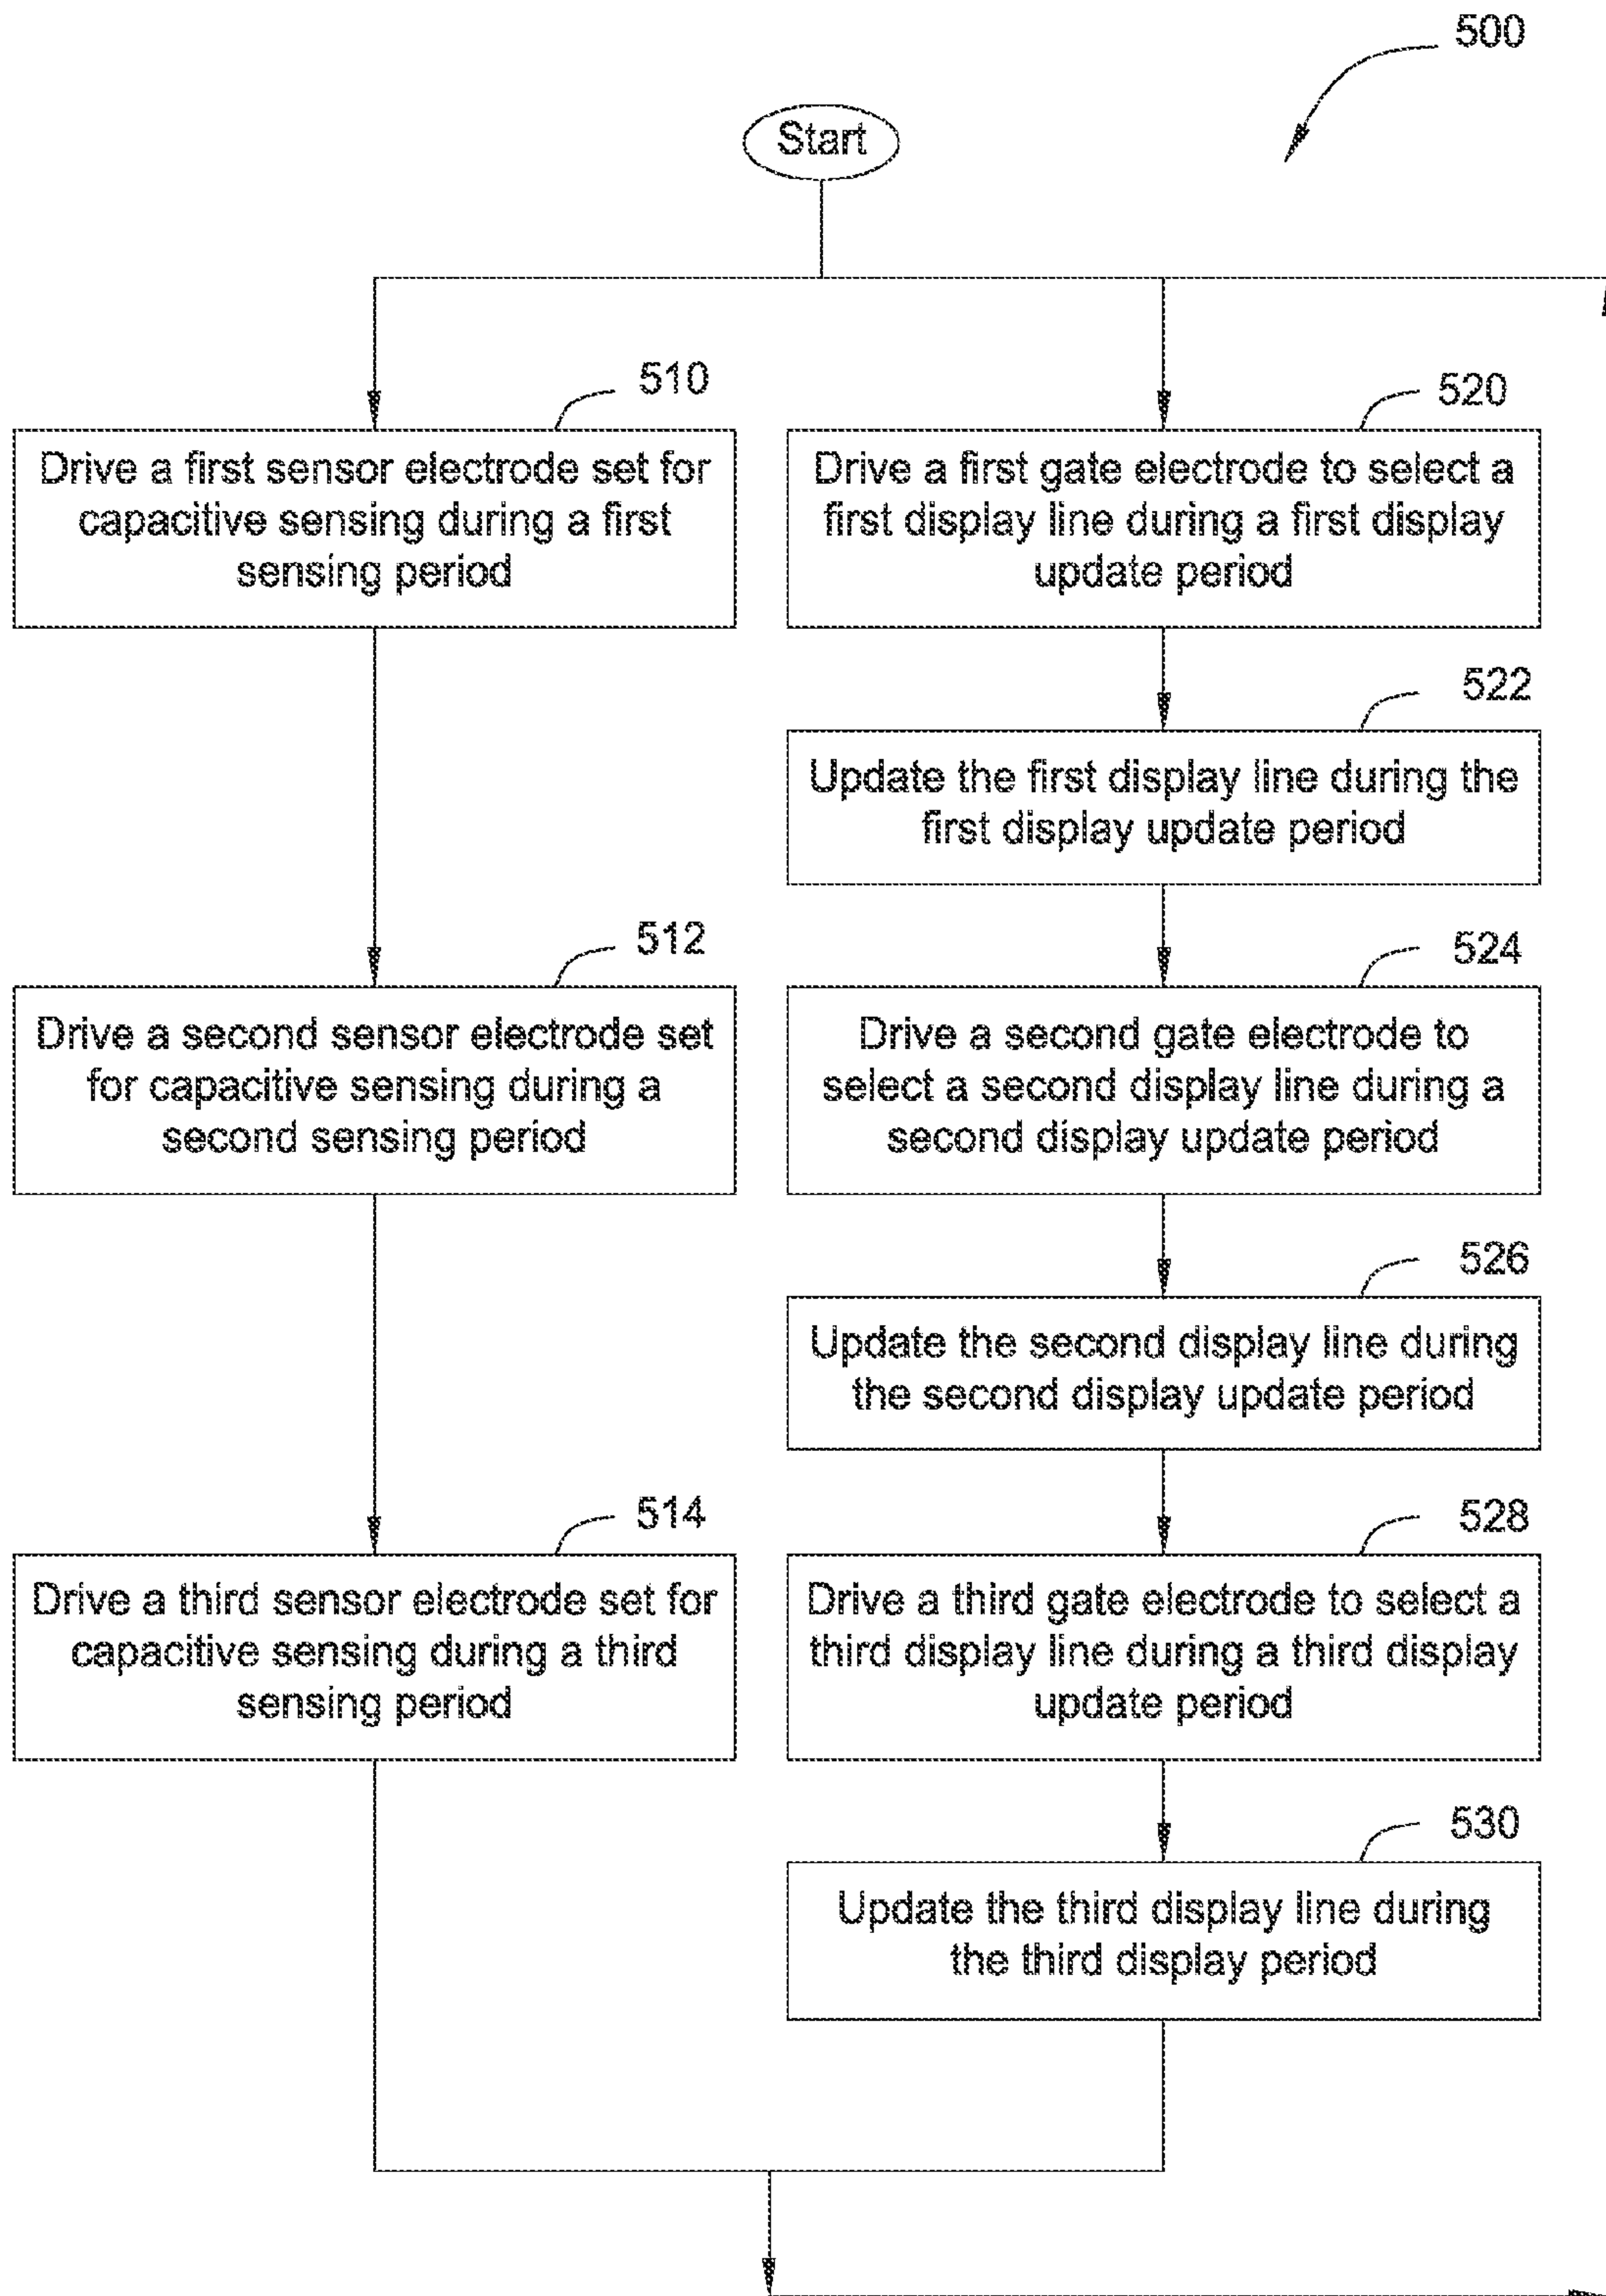 500
Start
510
Drive a first sensor electrode set for
capacitive sensing during a first
sensing period
520
Drive a first gate electrode to select a
first display line during a first display
update period
522
Update the first display line during the
first display update period
512
Drive a second sensor electrode set
for capacitive sensing during a
second sensing period
524
Drive a second gate electrode to
select a second display line during a
second display update period
526
Update the second display line during
the second display update period
514
Drive a third sensor electrode set for
capacitive sensing during a third
sensing period
528
Drive a third gate electrode to select a
third display line during a third display
update period
530
Update the third display line during
the third display period